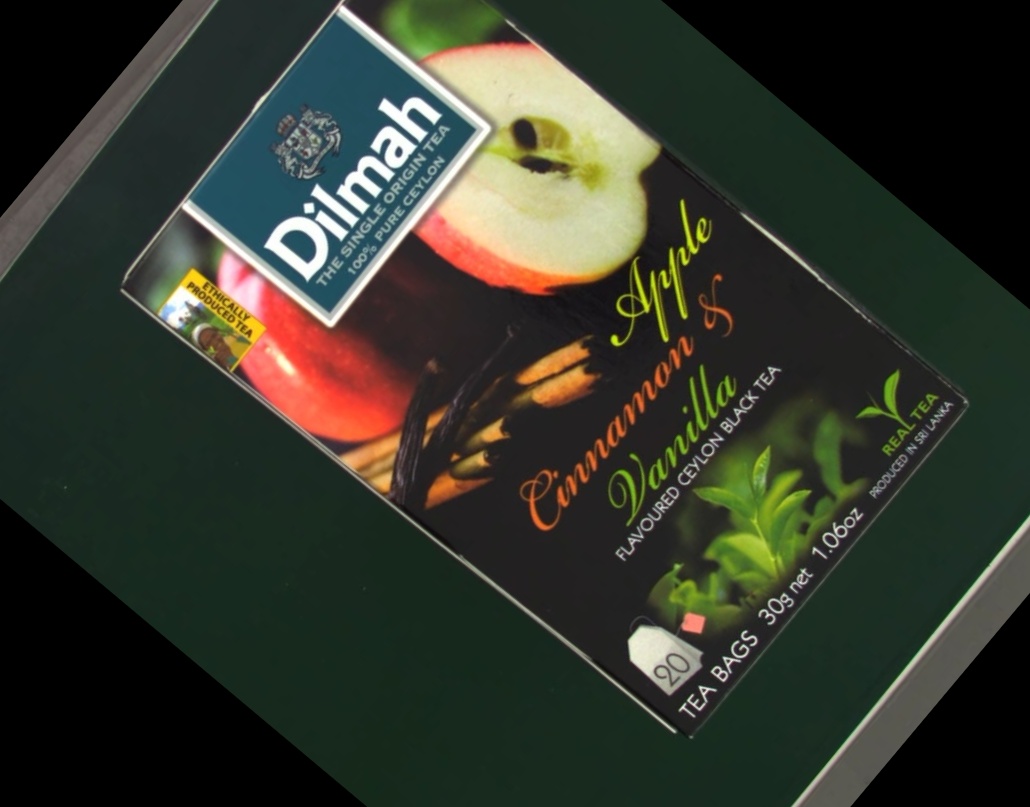 Dilmah
THE SINGLE ORIGIN TEA
100% PURE CEYLON
ETHICALLY
PRODUCED TEA
Apple
Cinnamon &
Vanilla
FLAVOURED CEYLON BLACK TEA
REAL TEA
PRODUCED IN SRI LANKA
20
TEA BAGS 30g net 1.06oz